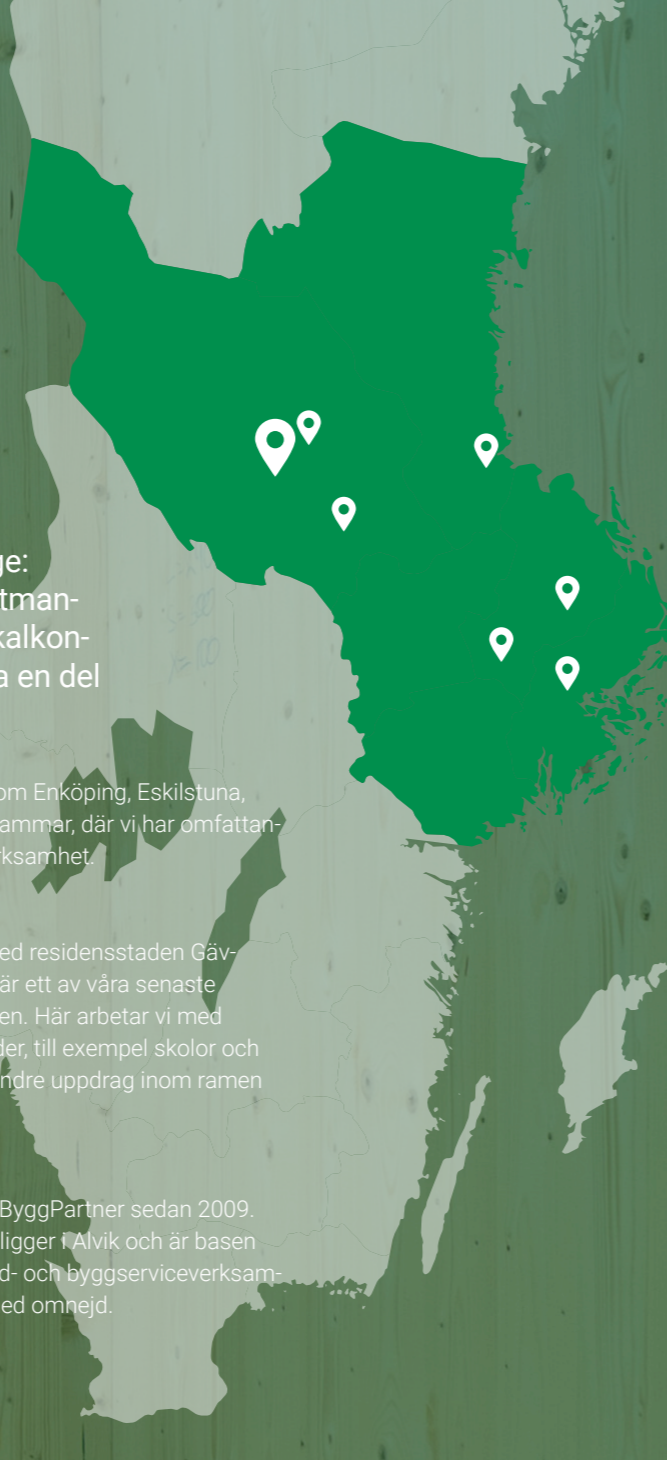 ge:
tman-
kalkon-
a en del
om Enköping, Eskilstuna,
ammar, där vi har omfattan-
rksamhet.
ed residensstaden Gäv-
är ett av våra senaste
en. Här arbetar vi med
der, till exempel skolor och
ndre uppdrag inom ramen
ByggPartner sedan 2009.
ligger i Alvik och är basen
d- och byggserviceverksam-
ed omnejd.